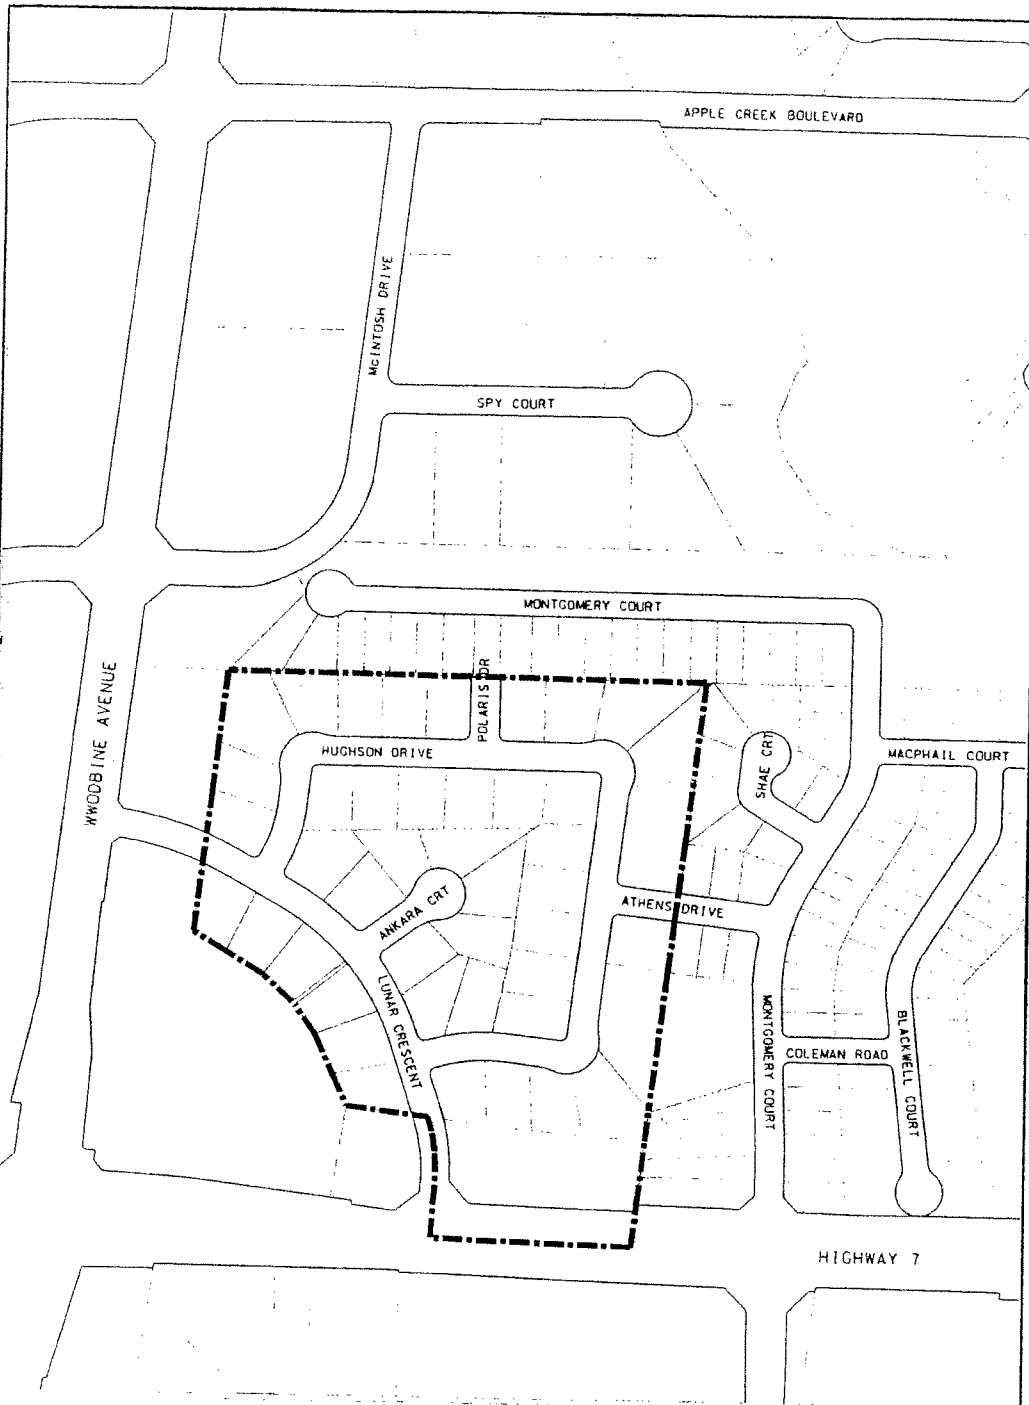 APPLE CREEK BOULEVARD
MCINTOSH DRIVE
SPY COURT
MONTGOMERY COURT
WWODBINE AVENUE
POLARIS DR
HUGHSON DRIVE
SHAE CRT
MACPHAIL COURT
ANKARA CRT
ATHENS DRIVE
LUNAR CRESCENT
MONTGOMERY COURT
COLEMAN ROAD
BLACKWELL COURT
HIGHWAY 7